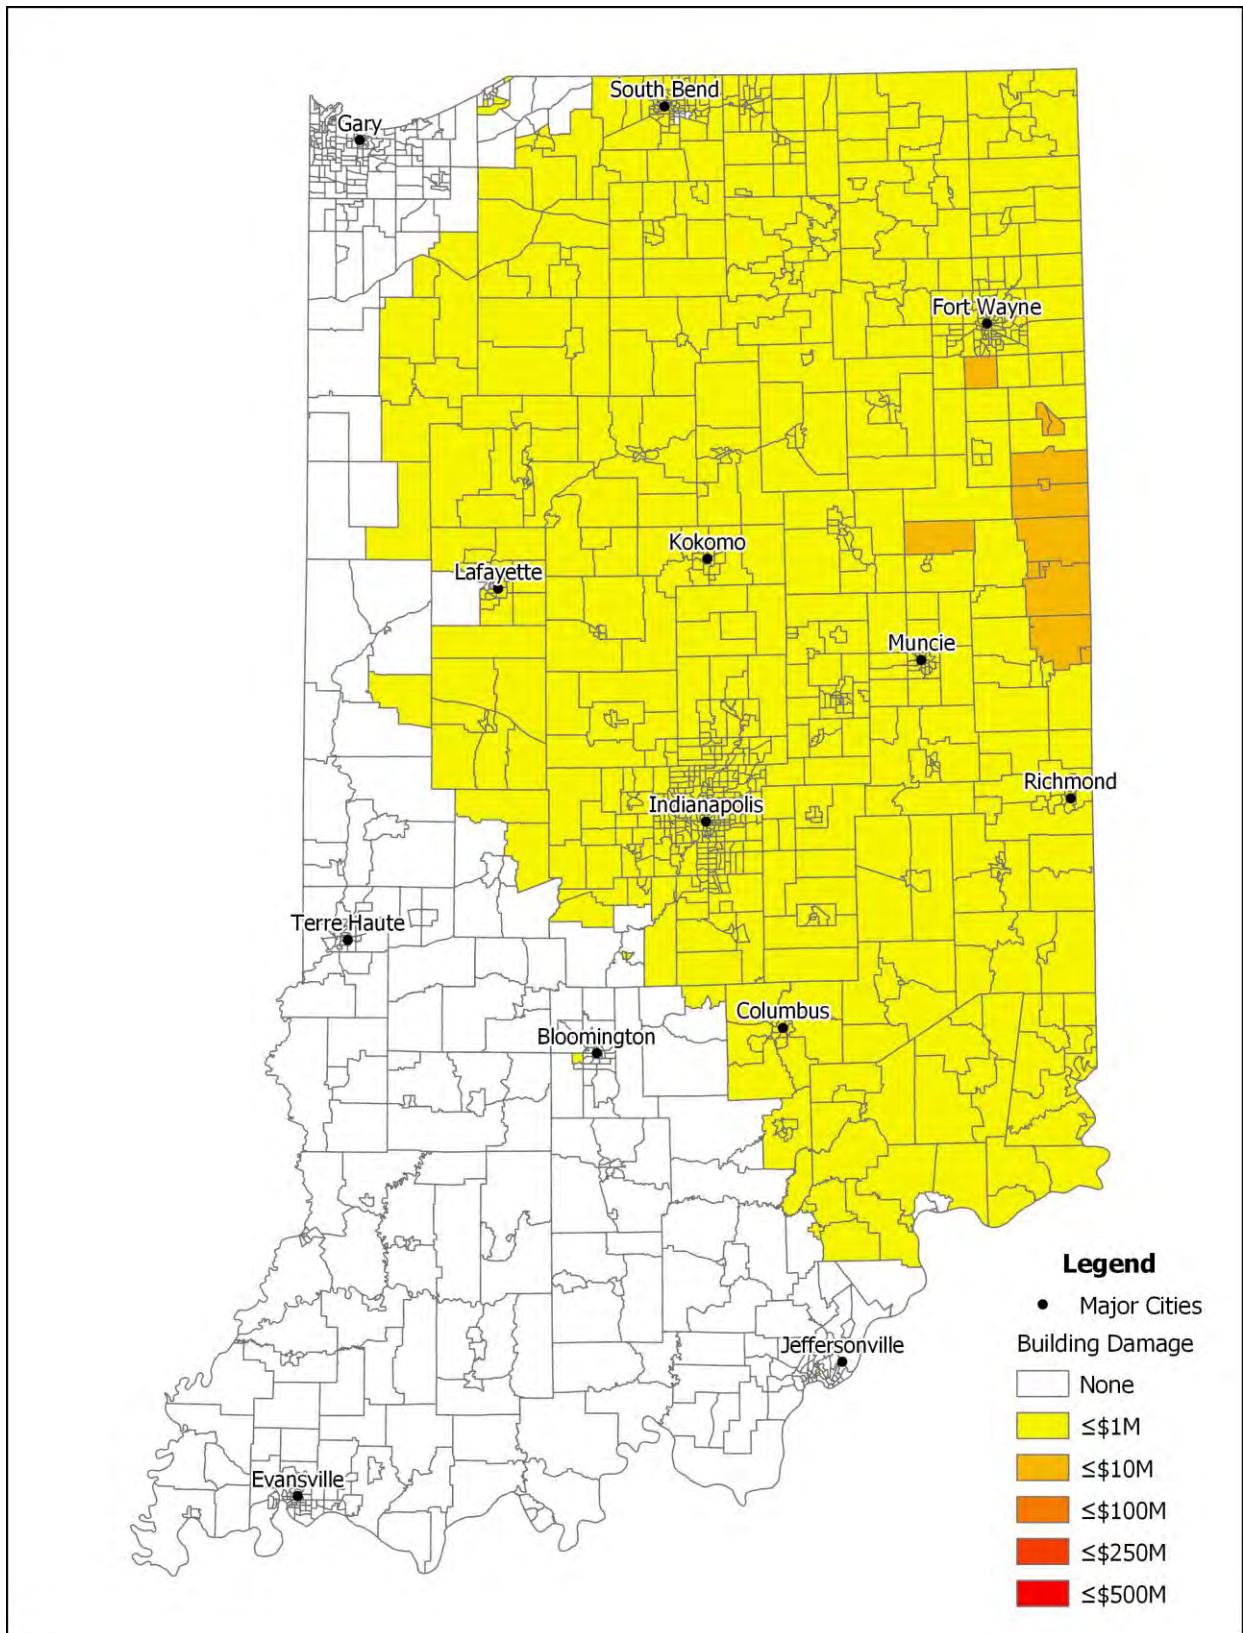 South Bend
Gary
Fort Wayne
Kokomo
Lafayette
Muncie
Richmond
Indianapolis
Terre Haute
Columbus
Bloomington
Jeffersonville
Evansville
Legend
Major Cities
Building Damage
None
≤$1M
≤$10M
≤$100M
≤$250M
≤$500M